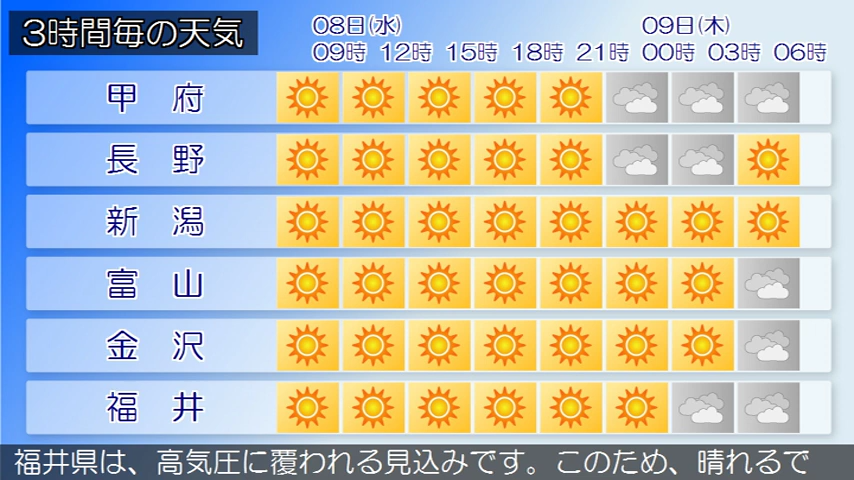 3時間毎の天気
08日(水) 09日(木)
09時 12時 15時 18時 21時 00時 03時 06時
甲府
長野
新潟
富山
金沢
福井
福井県は、高気圧に覆われる見込みです。このため、晴れるで